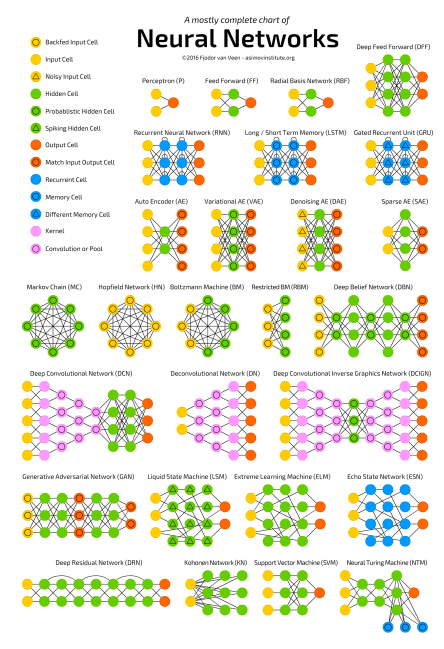 A mostly complete chart of
Neural Networks
©2016 Fjodor van Veen - asimovinstitute.org
Backfed Input Cell
Input Cell
Noisy Input Cell
Hidden Cell
Probablistic Hidden Cell
Spiking Hidden Cell
Output Cell
Match Input Output Cell
Recurrent Cell
Memory Cell
Different Memory Cell
Kernel
Convolution or Pool
Deep Feed Forward (DFF)
Perceptron (P)
Feed Forward (FF)
Radial Basis Network (RBF)
Recurrent Neural Network (RNN)
Long / Short Term Memory (LSTM)
Gated Recurrent Unit (GRU)
Auto Encoder (AE)
Variational AE (VAE)
Denoising AE (DAE)
Sparse AE (SAE)
Markov Chain (MC)
Hopfield Network (HN)
Boltzmann Machine (BM)
Restricted BM (RBM)
Deep Belief Network (DBN)
Deep Convolutional Network (DCN)
Deconvolutional Network (DN)
Deep Convolutional Inverse Graphics Network (DCIGN)
Generative Adversarial Network (GAN)
Liquid State Machine (LSM)
Extreme Learning Machine (ELM)
Echo State Network (ESN)
Deep Residual Network (DRN)
Kohonen Network (KN)
Support Vector Machine (SVM)
Neural Turing Machine (NTM)